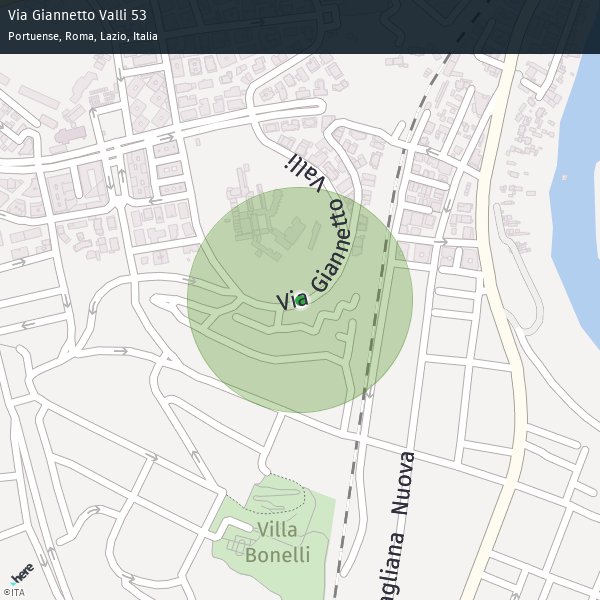 Via Giannetto Valli 53
Portuense, Roma, Lazio, Italia
Via Giannetto Valli
Villa
Bonelli
agliana Nuova
here
©ITA